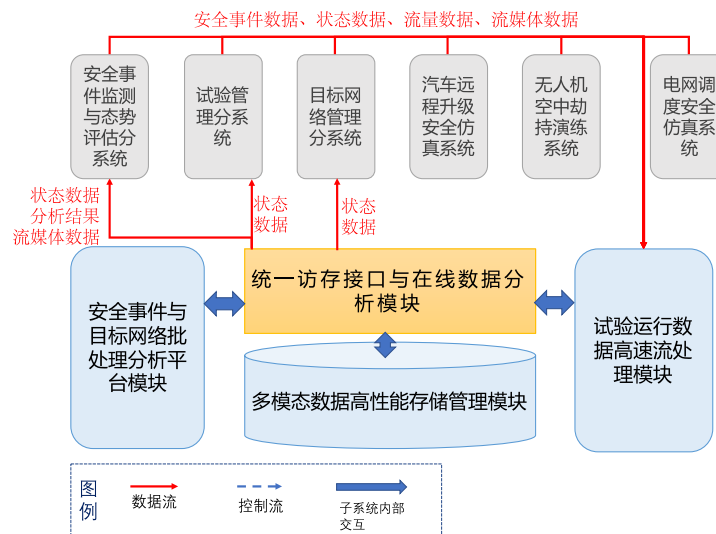 安全事件数据、状态数据、流量数据、流媒体数据
安全事
件监测
与态势
评估分
系统
试验管
理分系
统
目标网
络管理
分系统
汽车远
程升级
安全仿
真系统
无人机
空中劫
持演练
系统
电网调
度安全
仿真系
统
状态数据
分析结果
流媒体数据
状态
数据
状态
数据
安全事件与
目标网络批
处理分析平
台模块
统一访存接口与在线数据分
析模块
多模态数据高性能存储管理模块
试验运行数
据高速流处
理模块
图
例
数据流
控制流
子系统内部
交互